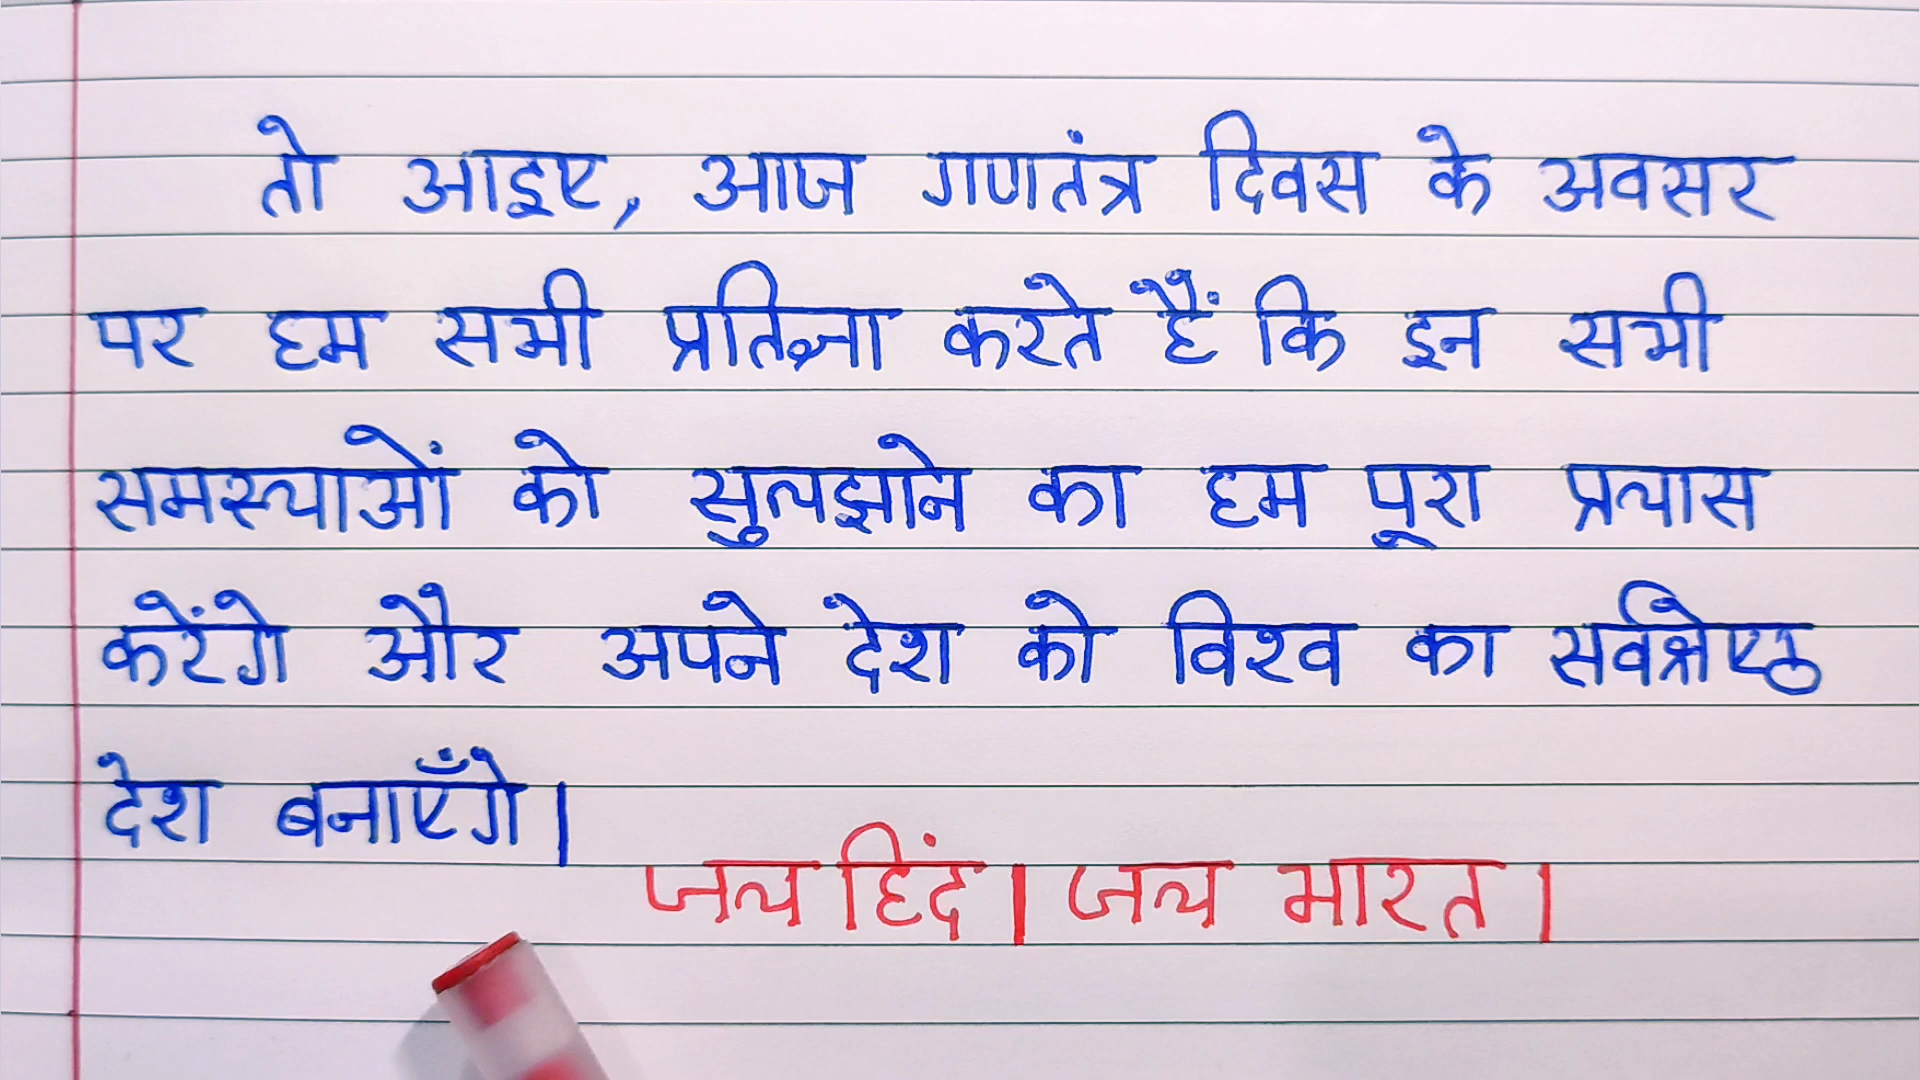 तो आइए, आज गणतंत्र दिवस के अवसर
पर हम सभी प्रतिज्ञा करते हैं कि इन सभी
समस्याओं को सुलझाने का हम पूरा प्रयास
करेंगे और अपने देश को विश्व का सर्वश्रेष्ठ
देश बनाएँगे।
जय हिंद। जय भारत।